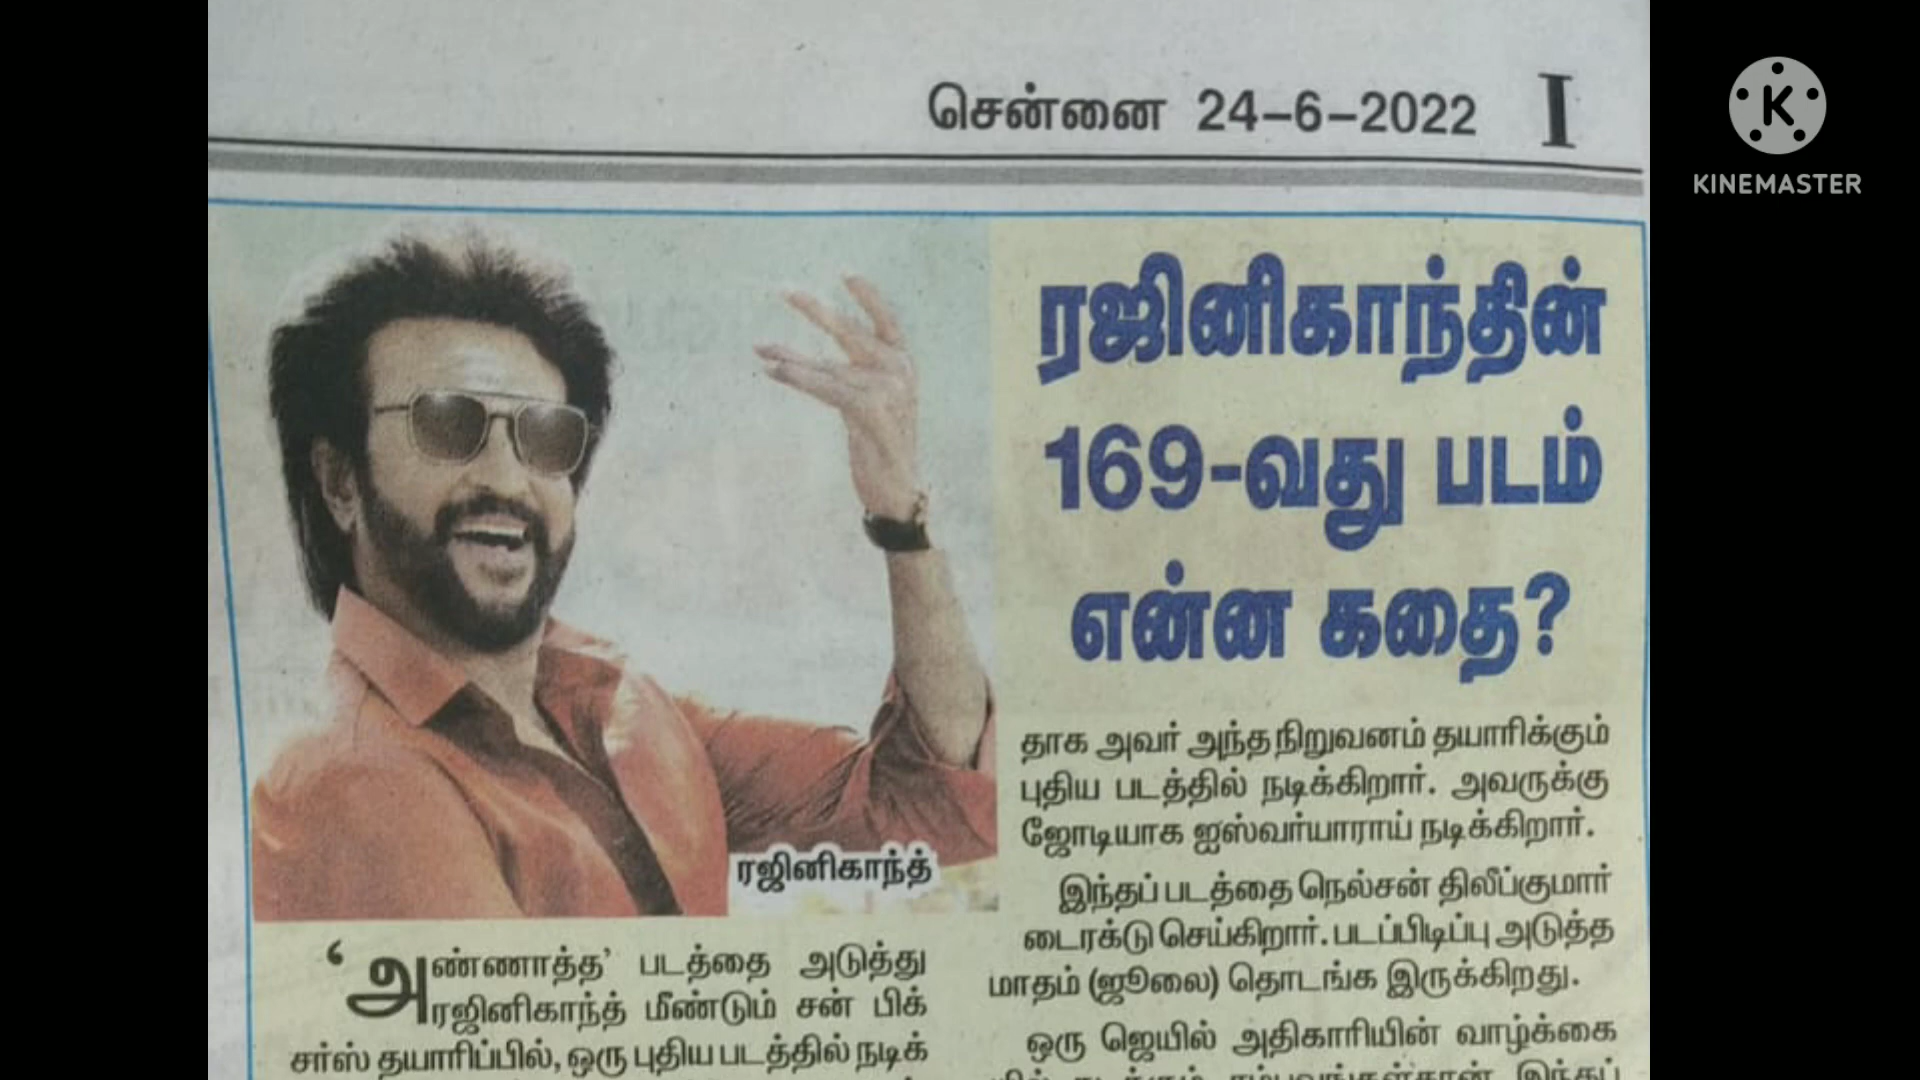 சென்னை 24-6-2022 I
KINEMASTER
ரஜினிகாந்தின்
169-வது படம்
என்ன கதை?
ரஜினிகாந்த்
‘அண்ணாத்த’ படத்தை அடுத்து
ரஜினிகாந்த் மீண்டும் சன் பிக்
சர்ஸ் தயாரிப்பில், ஒரு புதிய படத்தில் நடிக்
தாக அவர் அந்த நிறுவனம் தயாரிக்கும்
புதிய படத்தில் நடிக்கிறார். அவருக்கு
ஜோடியாக ஐஸ்வர்யாராய் நடிக்கிறார்.
இந்தப் படத்தை நெல்சன் திலீப்குமார்
டைரக்டு செய்கிறார். படப்பிடிப்பு அடுத்த
மாதம் (ஜூலை) தொடங்க இருக்கிறது.
ஒரு ஜெயில் அதிகாரியின் வாழ்க்கை